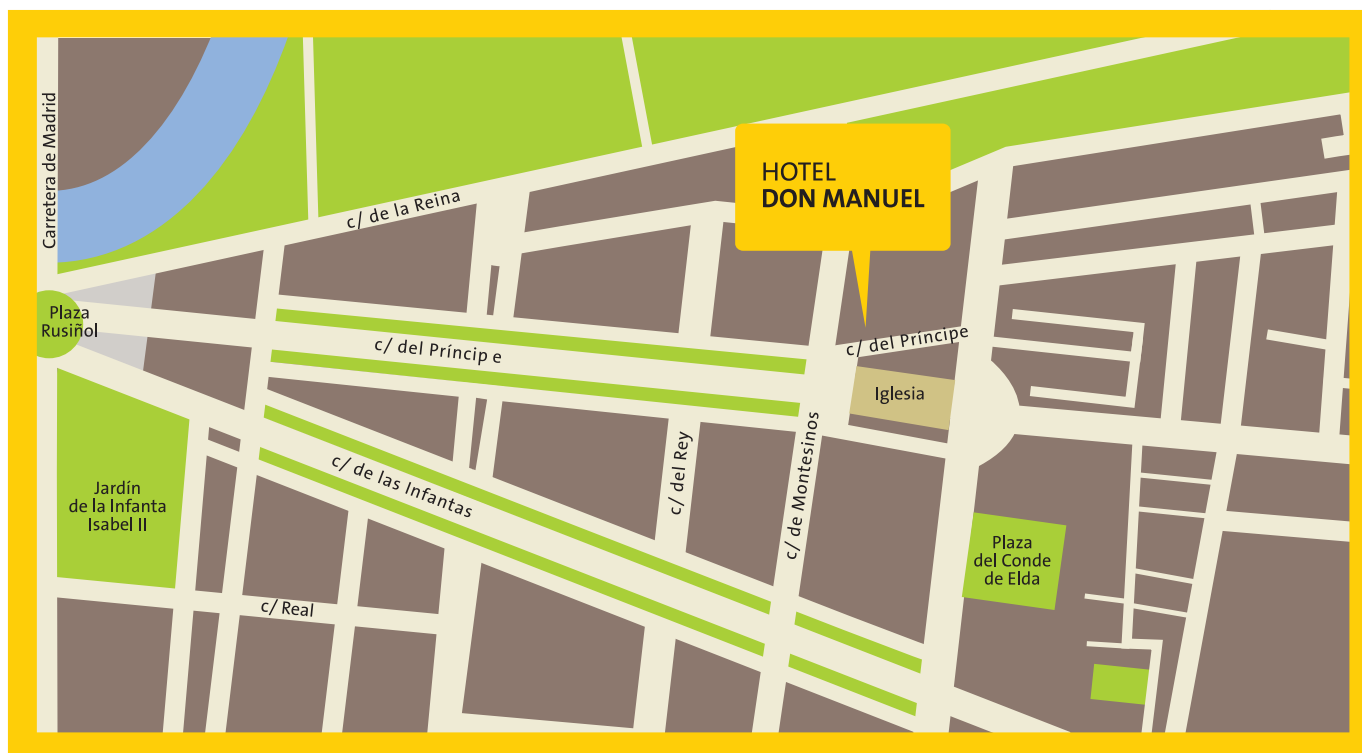 Carretera de Madrid
HOTEL
DON MANUEL
c/ de la Reina
Plaza
Rusiñol
c/ del Príncip e
c/ del Príncipe
Iglesia
c/ de las Infantas
c/ del Rey
c/ de Montesinos
Jardín
de la Infanta
Isabel II
Plaza
del Conde
de Elda
c/ Real